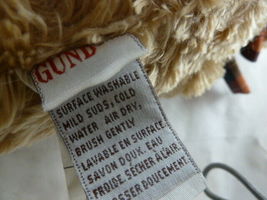 GUND
SURFACE WASHABLE
MILD SUDS, COLD
WATER AIR DRY.
BRUSH GENTLY
LAVABLE EN SURFACE
SAVON DOUX, EAU
FROIDE, SÉCHER A L'AIR.
BROSSER DOUCEMENT